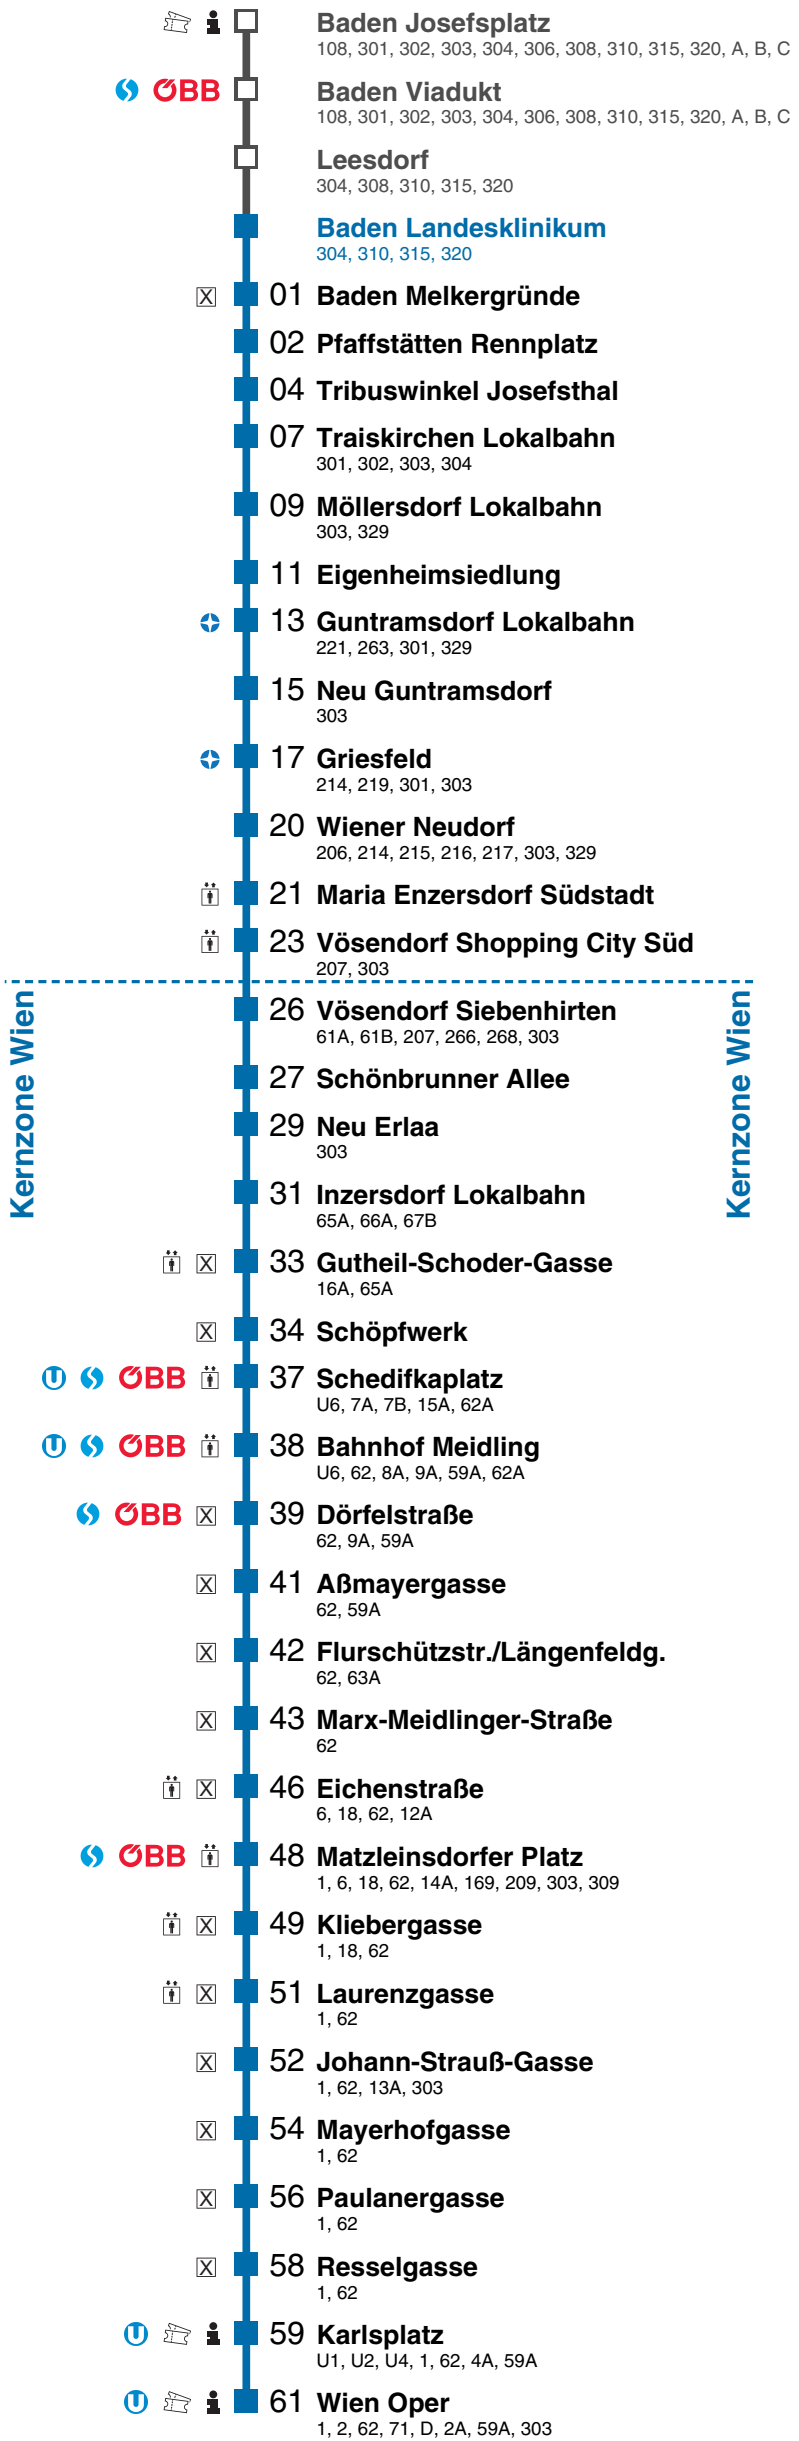 Baden Josefsplatz
108, 301, 302, 303, 304, 306, 308, 310, 315, 320, A, B, C
ÖBB Baden Viadukt
108, 301, 302, 303, 304, 306, 308, 310, 315, 320, A, B, C
Leesdorf
304, 308, 310, 315, 320
Baden Landesklinikum
304, 310, 315, 320
X 01 Baden Melkergründe
02 Pfaffstätten Rennplatz
04 Tribuswinkel Josefsthal
07 Traiskirchen Lokalbahn
301, 302, 303, 304
09 Möllersdorf Lokalbahn
303, 329
11 Eigenheimsiedlung
13 Guntramsdorf Lokalbahn
221, 263, 301, 329
15 Neu Guntramsdorf
303
17 Griesfeld
214, 219, 301, 303
20 Wiener Neudorf
206, 214, 215, 216, 217, 303, 329
21 Maria Enzersdorf Südstadt
23 Vösendorf Shopping City Süd
207, 303
Kernzone Wien
Kernzone Wien
26 Vösendorf Siebenhirten
61A, 61B, 207, 266, 268, 303
27 Schönbrunner Allee
29 Neu Erlaa
303
31 Inzersdorf Lokalbahn
65A, 66A, 67B
X 33 Gutheil-Schoder-Gasse
16A, 65A
X 34 Schöpfwerk
U S ÖBB 37 Schedifkaplatz
U6, 7A, 7B, 15A, 62A
U S ÖBB 38 Bahnhof Meidling
U6, 62, 8A, 9A, 59A, 62A
S ÖBB X 39 Dörfelstraße
62, 9A, 59A
X 41 Aßmayergasse
62, 59A
X 42 Flurschützstr./Längenfeldg.
62, 63A
X 43 Marx-Meidlinger-Straße
62
X 46 Eichenstraße
6, 18, 62, 12A
S ÖBB 48 Matzleinsdorfer Platz
1, 6, 18, 62, 14A, 169, 209, 303, 309
X 49 Kliebergasse
1, 18, 62
X 51 Laurenzgasse
1, 62
X 52 Johann-Strauß-Gasse
1, 62, 13A, 303
X 54 Mayerhofgasse
1, 62
X 56 Paulanergasse
1, 62
X 58 Resselgasse
1, 62
U i 59 Karlsplatz
U1, U2, U4, 1, 62, 4A, 59A
U i 61 Wien Oper
1, 2, 62, 71, D, 2A, 59A, 303